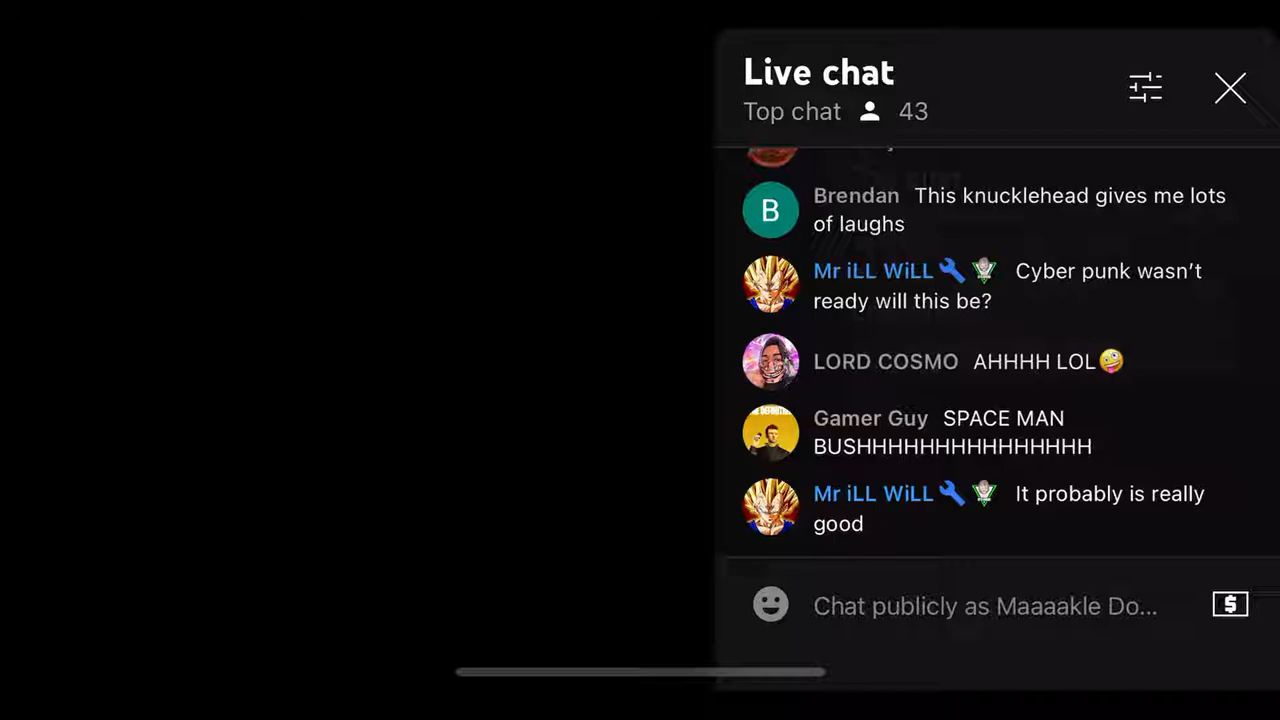 Live chat
Top chat 43
Brendan This knucklehead gives me lots
of laughs
Mr iLL WiLL Cyber punk wasn't
ready will this be?
LORD COSMO AHHHH LOL🤪
Gamer Guy SPACE MAN
BUSHHHHHHHHHHHHHHH
Mr iLL WiLL It probably is really
good
Chat publicly as Maaaakle Do...